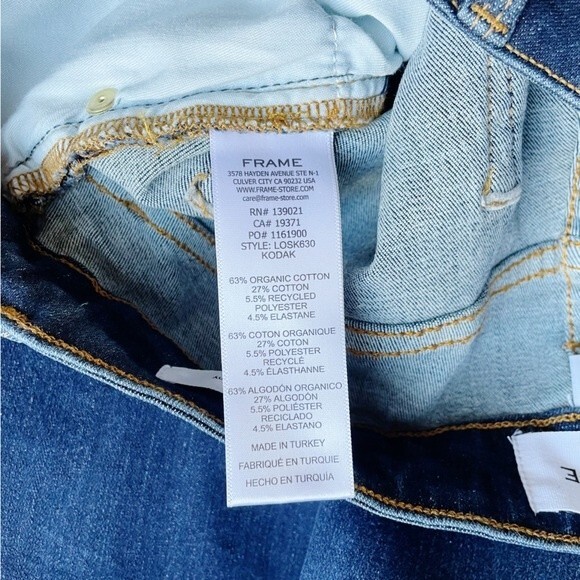 FRAME
3578 HAYDEN AVENUE STE N-1
CULVER CITY CA 90232 USA
WWW.FRAME-STORE.COM
care@frame-store.com
RN# 139021
CA# 19371
PO# 1161900
STYLE: LOSK630
KODAK
63% ORGANIC COTTON
27% COTTON
5.5% RECYCLED
POLYESTER
4.5% ELASTANE
63% COTON ORGANIQUE
27% COTON
5.5% POLYESTER
RECYCLÉ
4.5% ÉLASTHANNE
63% ALGODÓN ORGANICO
27% ALGODÓN
5.5% POLIÉSTER
RECICLADO
4.5% ELASTANO
MADE IN TURKEY
FABRIQUÉ EN TURQUIE
HECHO EN TURQUÍA